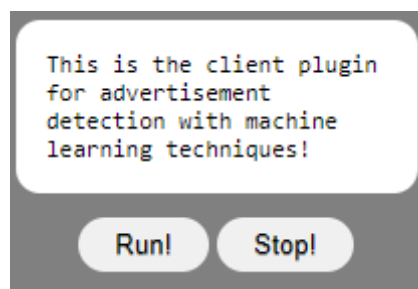 This is the client plugin
for advertisement
detection with machine
learning techniques!
Run! Stop!